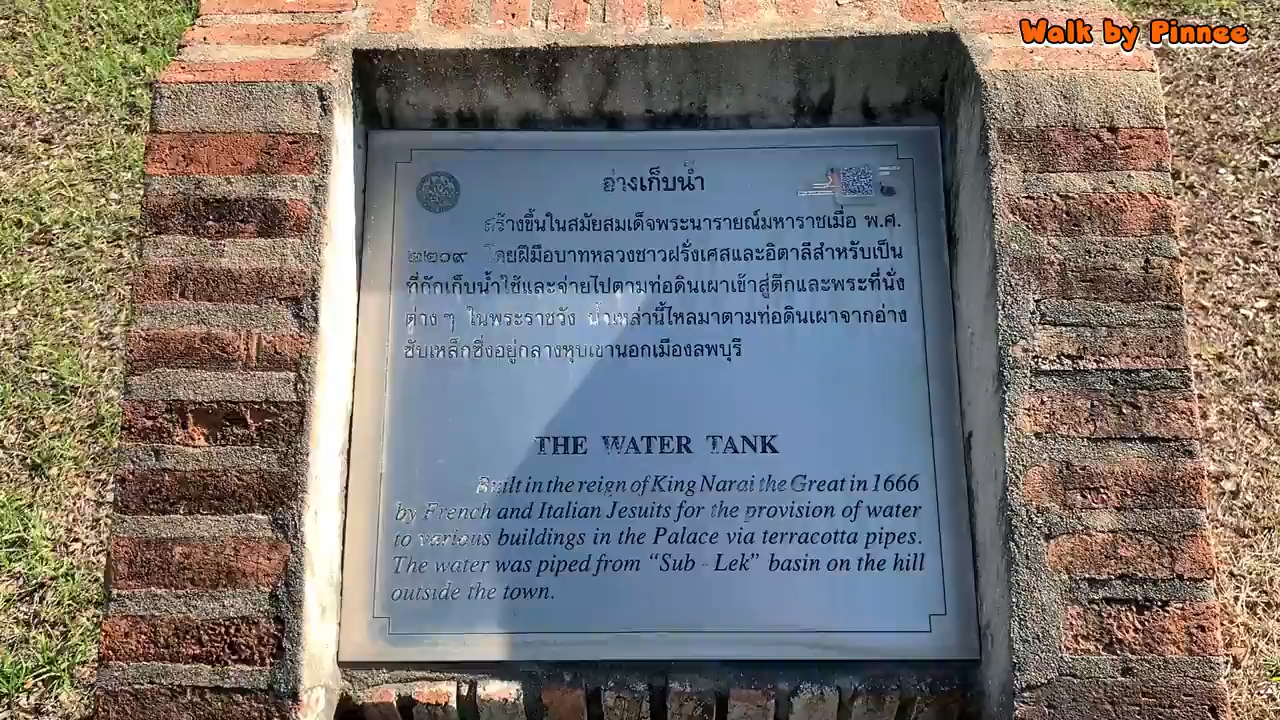 Walk by Pinnee
อ่างเก็บน้ำ
สร้างขึ้นในสมัยสมเด็จพระนารายณ์มหาราชเมื่อ พ.ศ.
๒๒๐๙ โดยฝีมือบาทหลวงชาวฝรั่งเศสและอิตาลีสำหรับเป็น
ที่กักเก็บน้ำใช้และจ่ายไปตามท่อดินเผาเข้าสู่ตึกและพระที่นั่ง
ต่าง ๆ ในพระราชวัง น้ำเหล่านี้ไหลมาตามท่อดินเผาจากอ่าง
ซับเหล็กซึ่งอยู่กลางหุบเขานอกเมืองลพบุรี
THE WATER TANK
Built in the reign of King Narai the Great in 1666
by French and Italian Jesuits for the provision of water
to various buildings in the Palace via terracotta pipes.
The water was piped from “Sub - Lek” basin on the hill
outside the town.